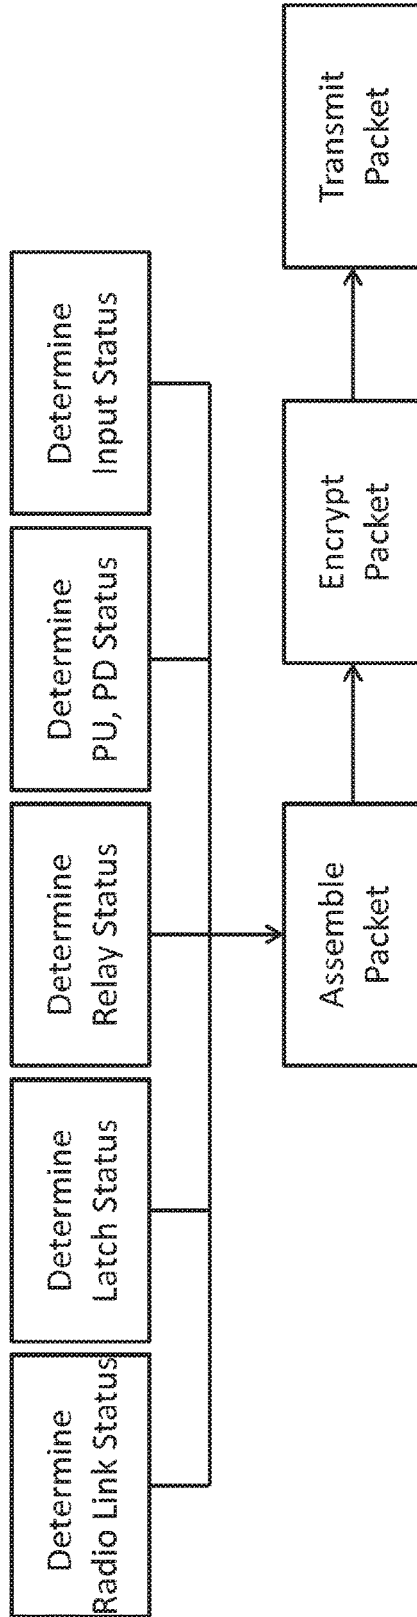 Determine
Radio Link Status
Determine
Latch Status
Determine
Relay Status
Determine
PU, PD Status
Determine
Input Status
Assemble
Packet
Encrypt
Packet
Transmit
Packet